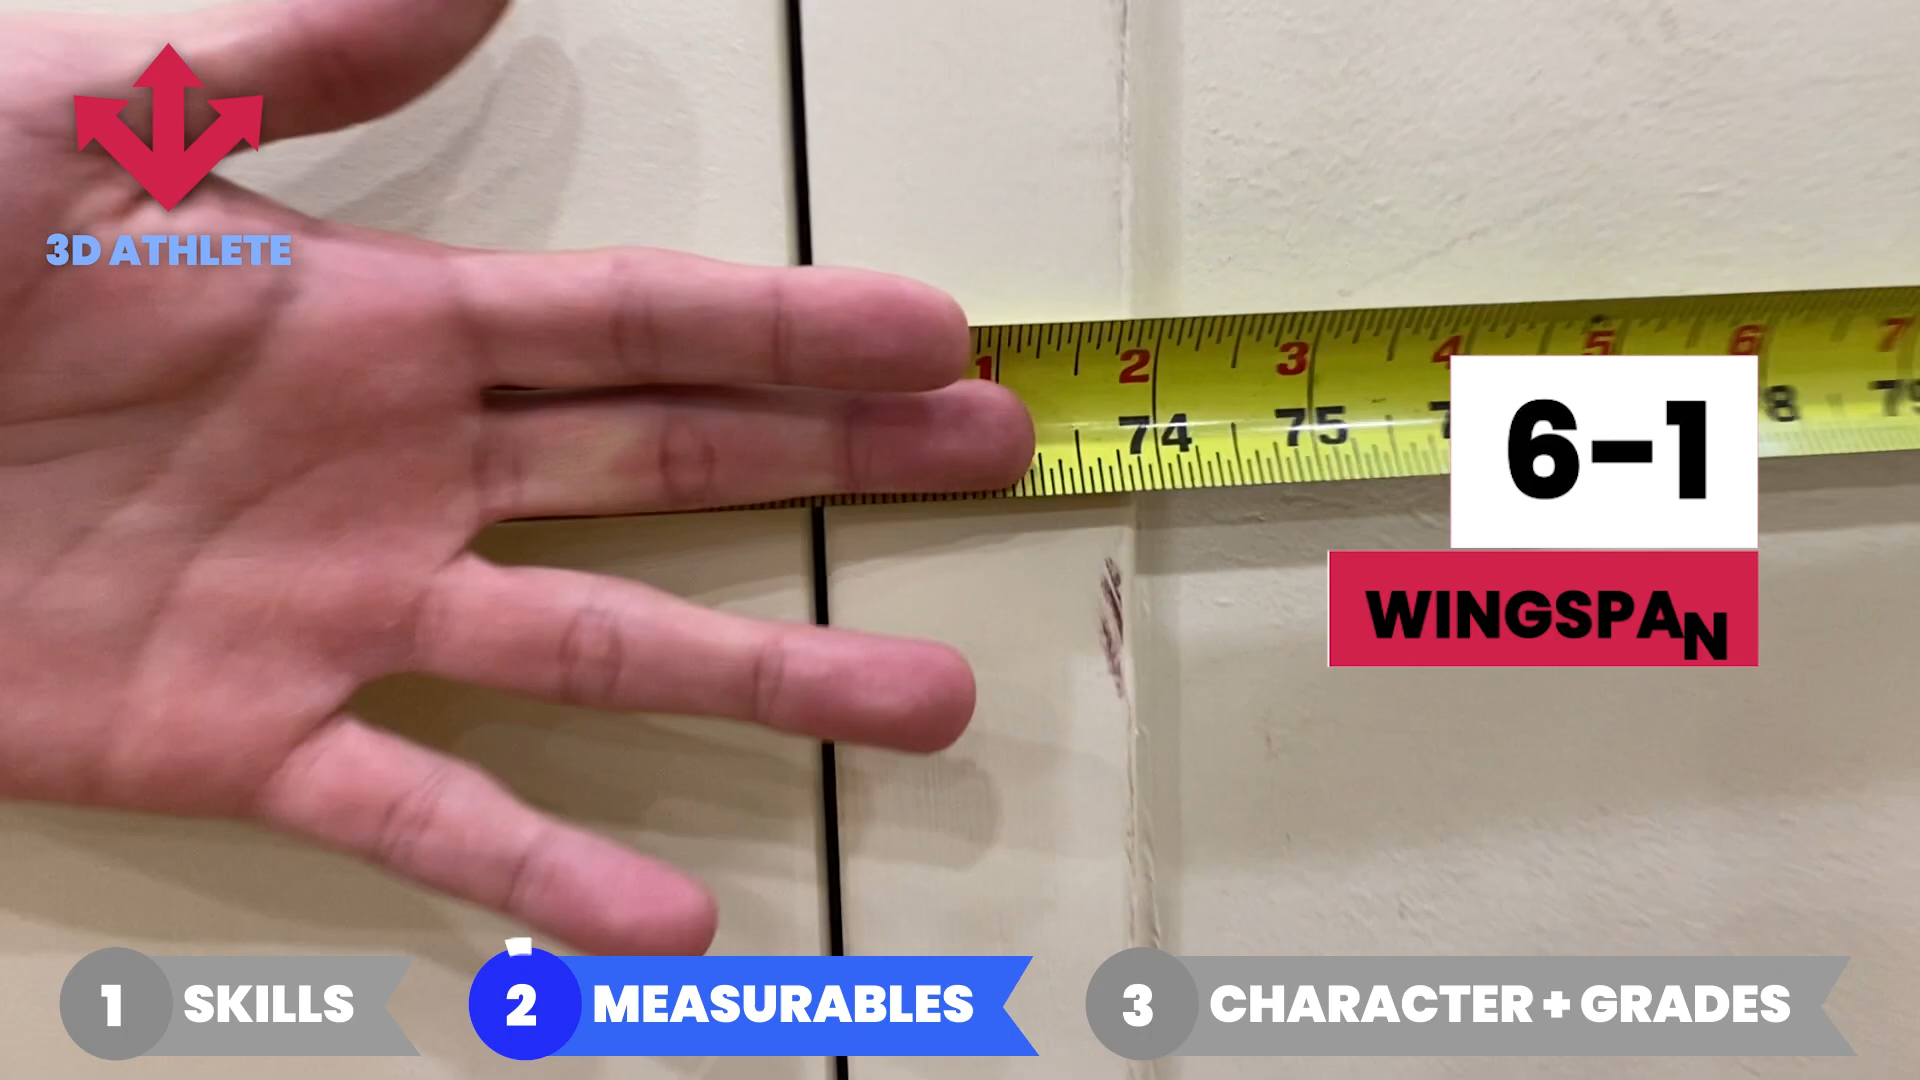 3D ATHLETE
1 2 3 4 5 6 7
74 75 8 79
6-1
WINGSPAN
1 SKILLS
2 MEASURABLES
3 CHARACTER + GRADES